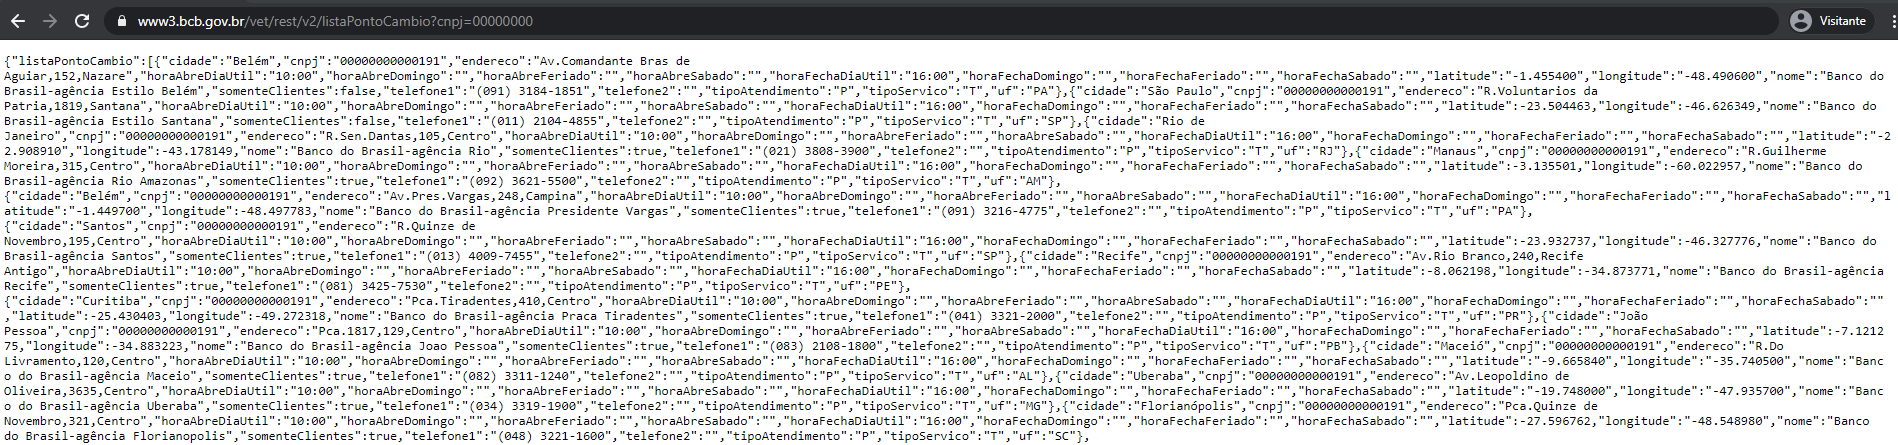 www3.bcb.gov.br/vet/rest/v2/listaPontoCambio?cnpj=00000000
Visitante
{"listaPontoCambio":[{"cidade":"Belém","cnpj":"00000000000191","endereco":"Av.Comandante Bras de
Aguiar,152,Nazare","horaAbreDiaUtil":"10:00","horaAbreDomingo":"","horaAbreFeriado":"","horaAbreSabado":"","horaFechaDiaUtil":"16:00","horaFechaDomingo":"","horaFechaFeriado":"","horaFechaSabado":"","latitude":"-1.455400","longitude":"-48.490600","nome":"Banco do
Brasil-agência Estilo Belém","somenteClientes":false,"telefone1":"(091) 3184-1851","telefone2":"","tipoAtendimento":"P","tipoServico":"T","uf":"PA"},{"cidade":"São Paulo","cnpj":"00000000000191","endereco":"R.Voluntarios da
Patria,1819,Santana","horaAbreDiaUtil":"10:00","horaAbreDomingo":"","horaAbreFeriado":"","horaAbreSabado":"","horaFechaDiaUtil":"16:00","horaFechaDomingo":"","horaFechaFeriado":"","horaFechaSabado":"","latitude":-23.504463,"longitude":-46.626349,"nome":"Banco do
Brasil-agência Estilo Santana","somenteClientes":false,"telefone1":"(011) 2104-4855","telefone2":"","tipoAtendimento":"P","tipoServico":"T","uf":"SP"},{"cidade":"Rio de
Janeiro","cnpj":"00000000000191","endereco":"R.Sen.Dantas,105,Centro","horaAbreDiaUtil":"10:00","horaAbreDomingo":"","horaAbreFeriado":"","horaAbreSabado":"","horaFechaDiaUtil":"16:00","horaFechaDomingo":"","horaFechaFeriado":"","horaFechaSabado":"","latitude":"-2
2.908910","longitude":-43.178149,"nome":"Banco do Brasil-agência Rio","somenteClientes":true,"telefone1":"(021) 3808-3900","telefone2":"","tipoAtendimento":"P","tipoServico":"T","uf":"RJ"},{"cidade":"Manaus","cnpj":"00000000000191","endereco":"R.Guilherme
Moreira,315,Centro","horaAbreDiaUtil":"10:00","horaAbreDomingo":"","horaAbreFeriado":"","horaAbreSabado":"","horaFechaDiaUtil":"16:00","horaFechaDomingo":"","horaFechaFeriado":"","horaFechaSabado":"","latitude":-3.135501,"longitude":-60.022957,"nome":"Banco do
Brasil-agência Rio Amazonas","somenteClientes":true,"telefone1":"(092) 3621-5500","telefone2":"","tipoAtendimento":"P","tipoServico":"T","uf":"AM"},
{"cidade":"Belém","cnpj":"00000000000191","endereco":"Av.Pres.Vargas,248,Campina","horaAbreDiaUtil":"10:00","horaAbreDomingo":"","horaAbreFeriado":"","horaAbreSabado":"","horaFechaDiaUtil":"16:00","horaFechaDomingo":"","horaFechaFeriado":"","horaFechaSabado":"","l
atitude":"-1.449700","longitude":-48.497783,"nome":"Banco do Brasil-agência Presidente Vargas","somenteClientes":true,"telefone1":"(091) 3216-4775","telefone2":"","tipoAtendimento":"P","tipoServico":"T","uf":"PA"},
{"cidade":"Santos","cnpj":"00000000000191","endereco":"R.Quinze de
Novembro,195,Centro","horaAbreDiaUtil":"10:00","horaAbreDomingo":"","horaAbreFeriado":"","horaAbreSabado":"","horaFechaDiaUtil":"16:00","horaFechaDomingo":"","horaFechaFeriado":"","horaFechaSabado":"","latitude":-23.932737,"longitude":-46.327776,"nome":"Banco do
Brasil-agência Santos","somenteClientes":true,"telefone1":"(013) 4009-7455","telefone2":"","tipoAtendimento":"P","tipoServico":"T","uf":"SP"},{"cidade":"Recife","cnpj":"00000000000191","endereco":"Av.Rio Branco,240,Recife
Antigo","horaAbreDiaUtil":"10:00","horaAbreDomingo":"","horaAbreFeriado":"","horaAbreSabado":"","horaFechaDiaUtil":"16:00","horaFechaDomingo":"","horaFechaFeriado":"","horaFechaSabado":"","latitude":-8.062198,"longitude":-34.873771,"nome":"Banco do Brasil-agência
Recife","somenteClientes":true,"telefone1":"(081) 3425-7530","telefone2":"","tipoAtendimento":"P","tipoServico":"T","uf":"PE"},
{"cidade":"Curitiba","cnpj":"00000000000191","endereco":"Pca.Tiradentes,410,Centro","horaAbreDiaUtil":"10:00","horaAbreDomingo":"","horaAbreFeriado":"","horaAbreSabado":"","horaFechaDiaUtil":"16:00","horaFechaDomingo":"","horaFechaFeriado":"","horaFechaSabado":""
,"latitude":-25.430403,"longitude":-49.272318,"nome":"Banco do Brasil-agência Praca Tiradentes","somenteClientes":true,"telefone1":"(041) 3321-2000","telefone2":"","tipoAtendimento":"P","tipoServico":"T","uf":"PR"},{"cidade":"João
Pessoa","cnpj":"00000000000191","endereco":"Pca.1817,129,Centro","horaAbreDiaUtil":"10:00","horaAbreDomingo":"","horaAbreFeriado":"","horaAbreSabado":"","horaFechaDiaUtil":"16:00","horaFechaDomingo":"","horaFechaFeriado":"","horaFechaSabado":"","latitude":-7.1212
75,"longitude":-34.883223,"nome":"Banco do Brasil-agência Joao Pessoa","somenteClientes":true,"telefone1":"(083) 2108-1800","telefone2":"","tipoAtendimento":"P","tipoServico":"T","uf":"PB"},{"cidade":"Maceió","cnpj":"00000000000191","endereco":"R.Do
Livramento,120,Centro","horaAbreDiaUtil":"10:00","horaAbreDomingo":"","horaAbreFeriado":"","horaAbreSabado":"","horaFechaDiaUtil":"16:00","horaFechaDomingo":"","horaFechaFeriado":"","horaFechaSabado":"","latitude":"-9.665840","longitude":"-35.740500","nome":"Banc
o do Brasil-agência Maceio","somenteClientes":true,"telefone1":"(082) 3311-1240","telefone2":"","tipoAtendimento":"P","tipoServico":"T","uf":"AL"},{"cidade":"Uberaba","cnpj":"00000000000191","endereco":"Av.Leopoldino de
Oliveira,3635,Centro","horaAbreDiaUtil":"10:00","horaAbreDomingo":"","horaAbreFeriado":"","horaAbreSabado":"","horaFechaDiaUtil":"16:00","horaFechaDomingo":"","horaFechaFeriado":"","horaFechaSabado":"","latitude":"-19.748000","longitude":"-47.935700","nome":"Banc
o do Brasil-agência Uberaba","somenteClientes":true,"telefone1":"(034) 3319-1900","telefone2":"","tipoAtendimento":"P","tipoServico":"T","uf":"MG"},{"cidade":"Florianópolis","cnpj":"00000000000191","endereco":"Pca.Quinze de
Novembro,321,Centro","horaAbreDiaUtil":"10:00","horaAbreDomingo":"","horaAbreFeriado":"","horaAbreSabado":"","horaFechaDiaUtil":"16:00","horaFechaDomingo":"","horaFechaFeriado":"","horaFechaSabado":"","latitude":-27.596762,"longitude":"-48.548980","nome":"Banco
do Brasil-agência Florianopolis","somenteClientes":true,"telefone1":"(048) 3221-1600","telefone2":"","tipoAtendimento":"P","tipoServico":"T","uf":"SC"},